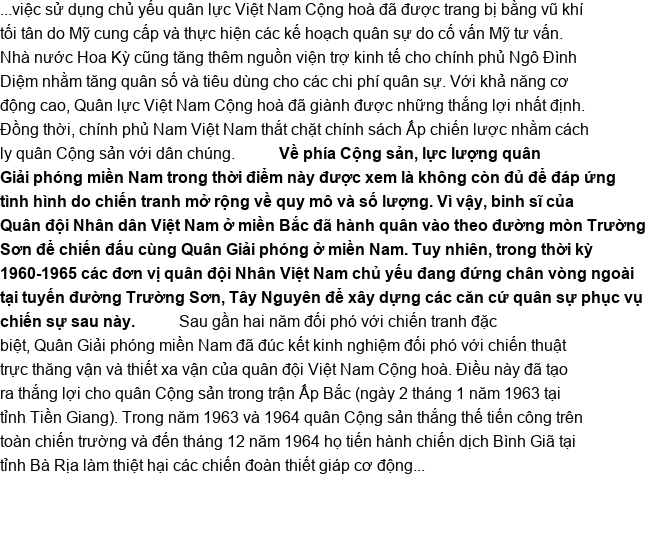 ...việc sử dụng chủ yếu quân lực Việt Nam Cộng hoà đã được trang bị bằng vũ khí
tối tân do Mỹ cung cấp và thực hiện các kế hoạch quân sự do cố vấn Mỹ tư vấn.
Nhà nước Hoa Kỳ cũng tăng thêm nguồn viện trợ kinh tế cho chính phủ Ngô Đình
Diệm nhằm tăng quân số và tiêu dùng cho các chi phí quân sự. Với khả năng cơ
động cao, Quân lực Việt Nam Cộng hoà đã giành được những thắng lợi nhất định.
Đồng thời, chính phủ Nam Việt Nam thắt chặt chính sách Ấp chiến lược nhằm cách
ly quân Cộng sản với dân chúng. Về phía Cộng sản, lực lượng quân
Giải phóng miền Nam trong thời điểm này được xem là không còn đủ để đáp ứng
tình hình do chiến tranh mở rộng về quy mô và số lượng. Vì vậy, binh sĩ của
Quân đội Nhân dân Việt Nam ở miền Bắc đã hành quân vào theo đường mòn Trường
Sơn để chiến đấu cùng Quân Giải phóng ở miền Nam. Tuy nhiên, trong thời kỳ
1960-1965 các đơn vị quân đội Nhân Việt Nam chủ yếu đang đứng chân vòng ngoài
tại tuyến đường Trường Sơn, Tây Nguyên để xây dựng các căn cứ quân sự phục vụ
chiến sự sau này. Sau gần hai năm đối phó với chiến tranh đặc
biệt, Quân Giải phóng miền Nam đã đúc kết kinh nghiệm đối phó với chiến thuật
trực thăng vận và thiết xa vận của quân đội Việt Nam Cộng hoà. Điều này đã tạo
ra thắng lợi cho quân Cộng sản trong trận Ấp Bắc (ngày 2 tháng 1 năm 1963 tại
tỉnh Tiền Giang). Trong năm 1963 và 1964 quân Cộng sản thắng thế tiến công trên
toàn chiến trường và đến tháng 12 năm 1964 họ tiến hành chiến dịch Bình Giã tại
tỉnh Bà Rịa làm thiệt hại các chiến đoàn thiết giáp cơ động...